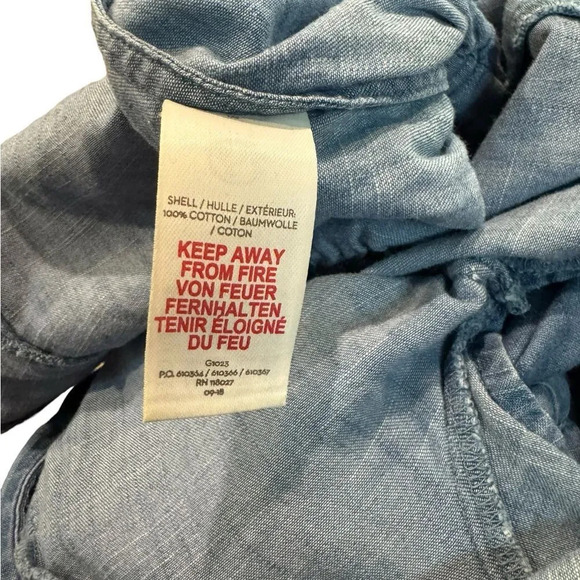 SHELL / HULLE / EXTÉRIEUR:
100% COTTON / BAUMWOLLE
/ COTON
KEEP AWAY
FROM FIRE
VON FEUER
FERNHALTEN
TENIR ÉLOIGNÉ
DU FEU
G1023
P.O. 610364 / 610366 / 610367
RN 118027
09-18